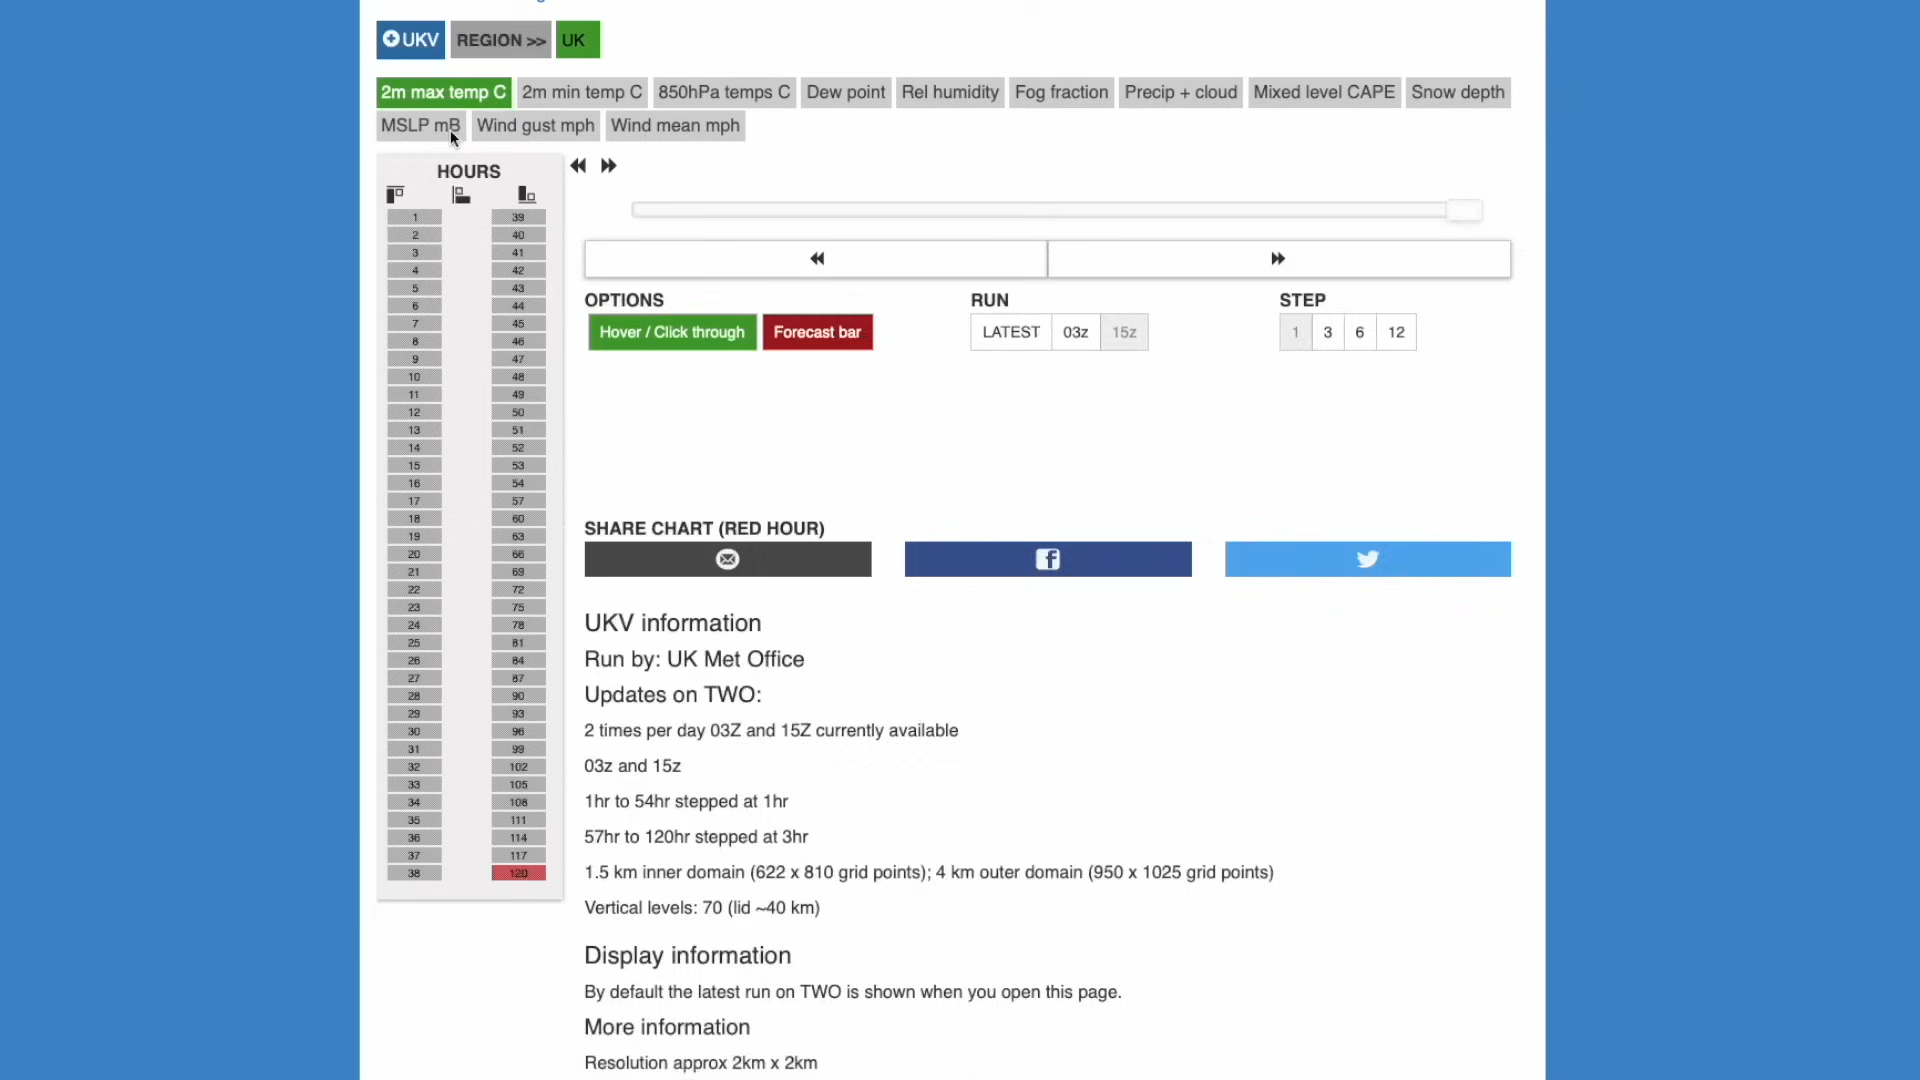 UKV REGION >> UK
2m max temp C 2m min temp C 850hPa temps C Dew point Rel humidity Fog fraction Precip + cloud Mixed level CAPE Snow depth
MSLP mB Wind gust mph Wind mean mph
HOURS
1 39
2 40
3 41
4 42
5 43
6 44
7 45
8 46
9 47
10 48
11 49
12 50
13 51
14 52
15 53
16 54
17 57
18 60
19 63
20 66
21 69
22 72
23 75
24 78
25 81
26 84
27 87
28 90
29 93
30 96
31 99
32 102
33 105
34 108
35 111
36 114
37 117
38 120
OPTIONS RUN STEP
Hover / Click through Forecast bar LATEST 03z 15z 1 3 6 12
SHARE CHART (RED HOUR)
UKV information
Run by: UK Met Office
Updates on TWO:
2 times per day 03Z and 15Z currently available
03z and 15z
1hr to 54hr stepped at 1hr
57hr to 120hr stepped at 3hr
1.5 km inner domain (622 x 810 grid points); 4 km outer domain (950 x 1025 grid points)
Vertical levels: 70 (lid ~40 km)
Display information
By default the latest run on TWO is shown when you open this page.
More information
Resolution approx 2km x 2km